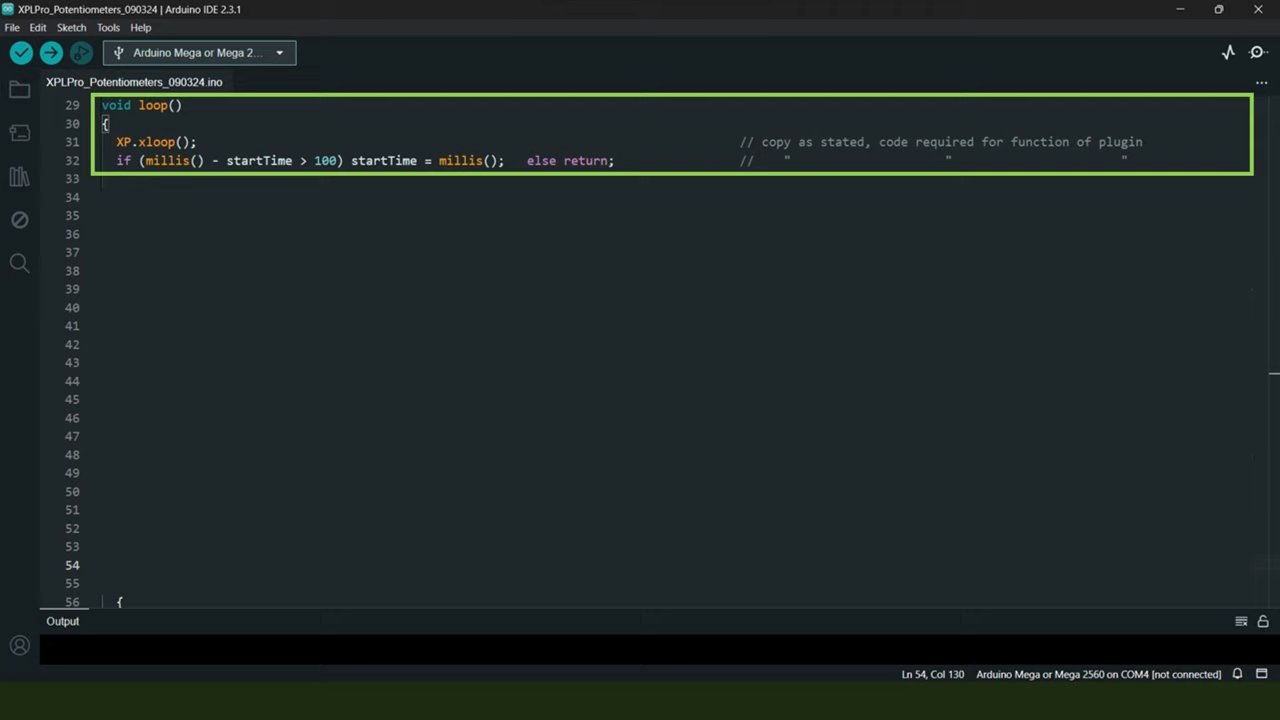 XPLPro_Potentiometers_090324 | Arduino IDE 2.3.1
File Edit Sketch Tools Help
Arduino Mega or Mega 2...
XPLPro_Potentiometers_090324.ino
29 void loop()
30 {
31 XP.xloop(); // copy as stated, code required for function of plugin
32 if (millis() - startTime > 100) startTime = millis(); else return; // " " "
33
34
35
36
37
38
39
40
41
42
43
44
45
46
47
48
49
50
51
52
53
54
55
56 {
Output
Ln 54, Col 130 Arduino Mega or Mega 2560 on COM4 [not connected]